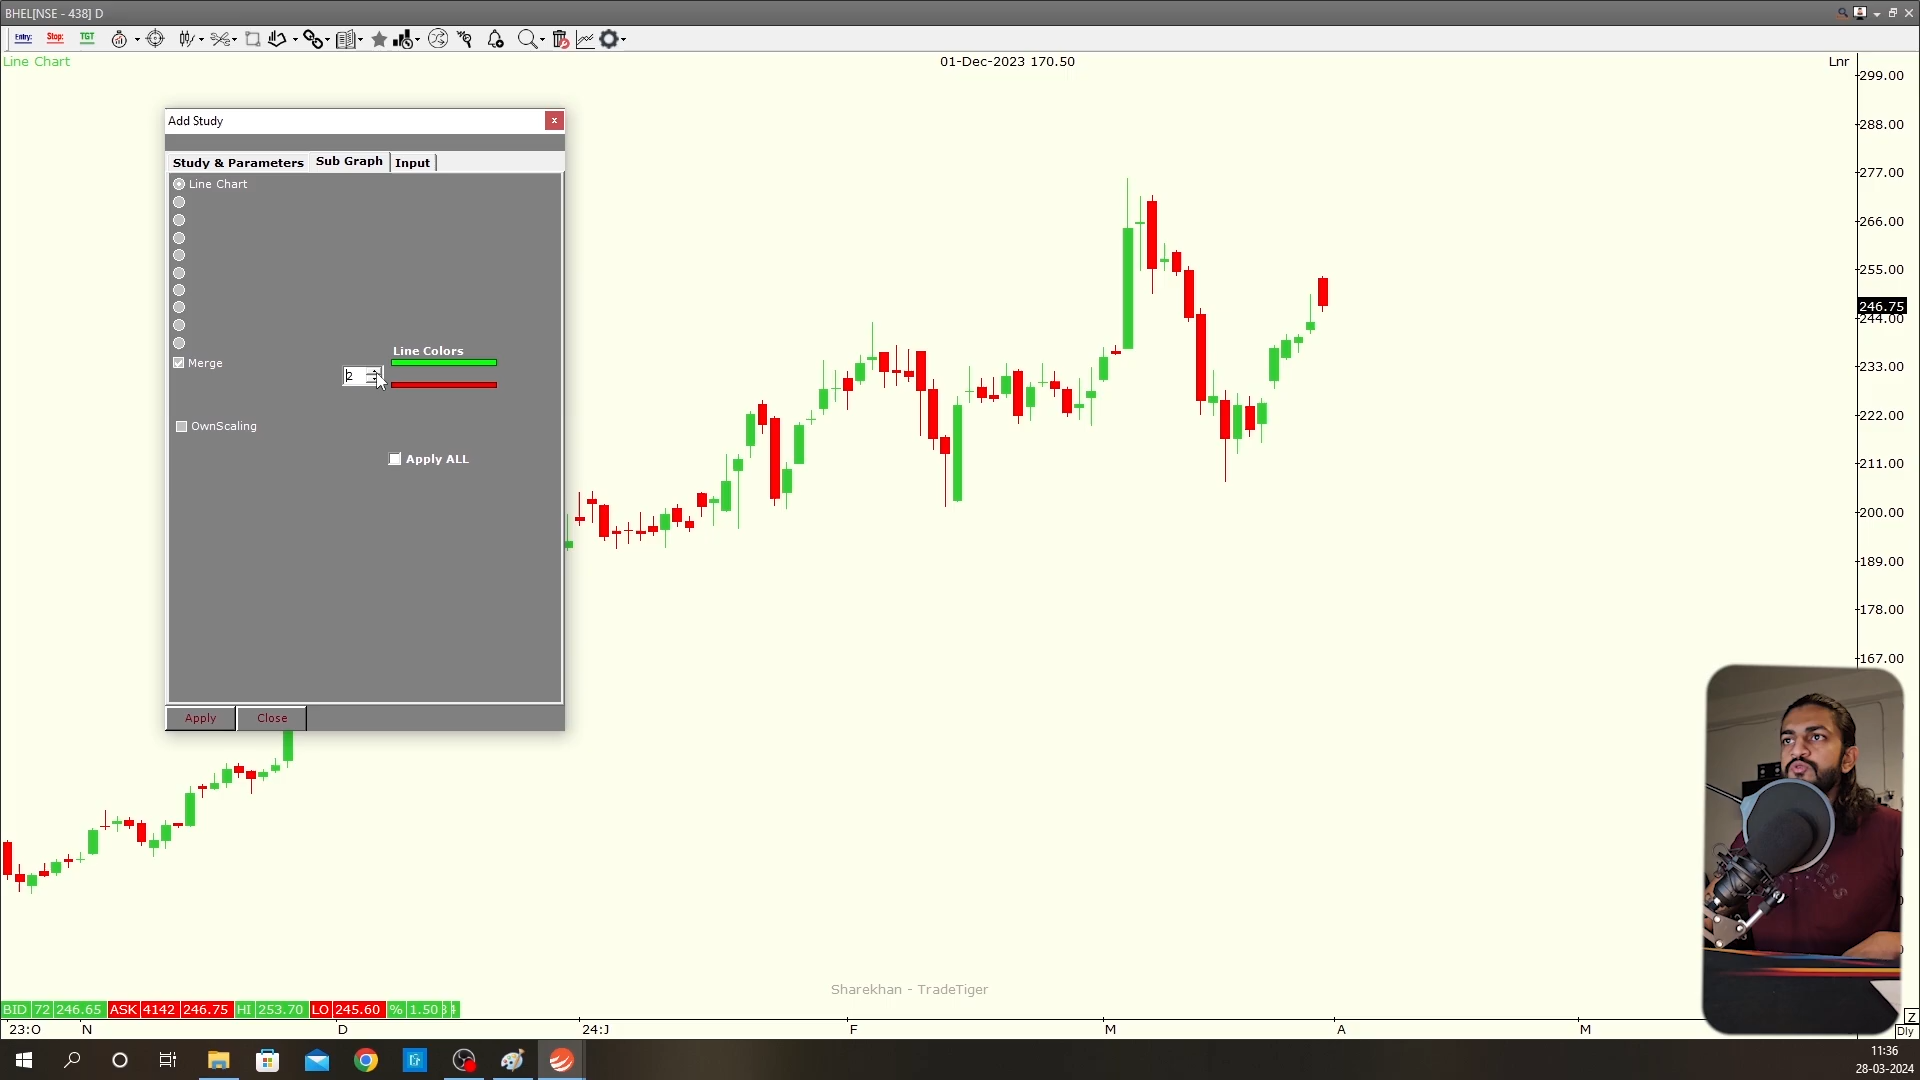 BHEL[NSE - 438] D
Entry: Stop: TGT
Line Chart
01-Dec-2023 170.50
Lnr
299.00
288.00
277.00
266.00
255.00
246.75
244.00
233.00
222.00
211.00
200.00
189.00
178.00
167.00
Add Study
x
Study & Parameters
Sub Graph
Input
Line Chart
Merge
2
Line Colors
OwnScaling
Apply ALL
Apply
Close
Sharekhan - TradeTiger
BID 72 246.65 ASK 4142 246.75 HI 253.70 LO 245.60 % 1.50
23:O N D 24:J F M A M
Z
Dly
11:36
28-03-2024